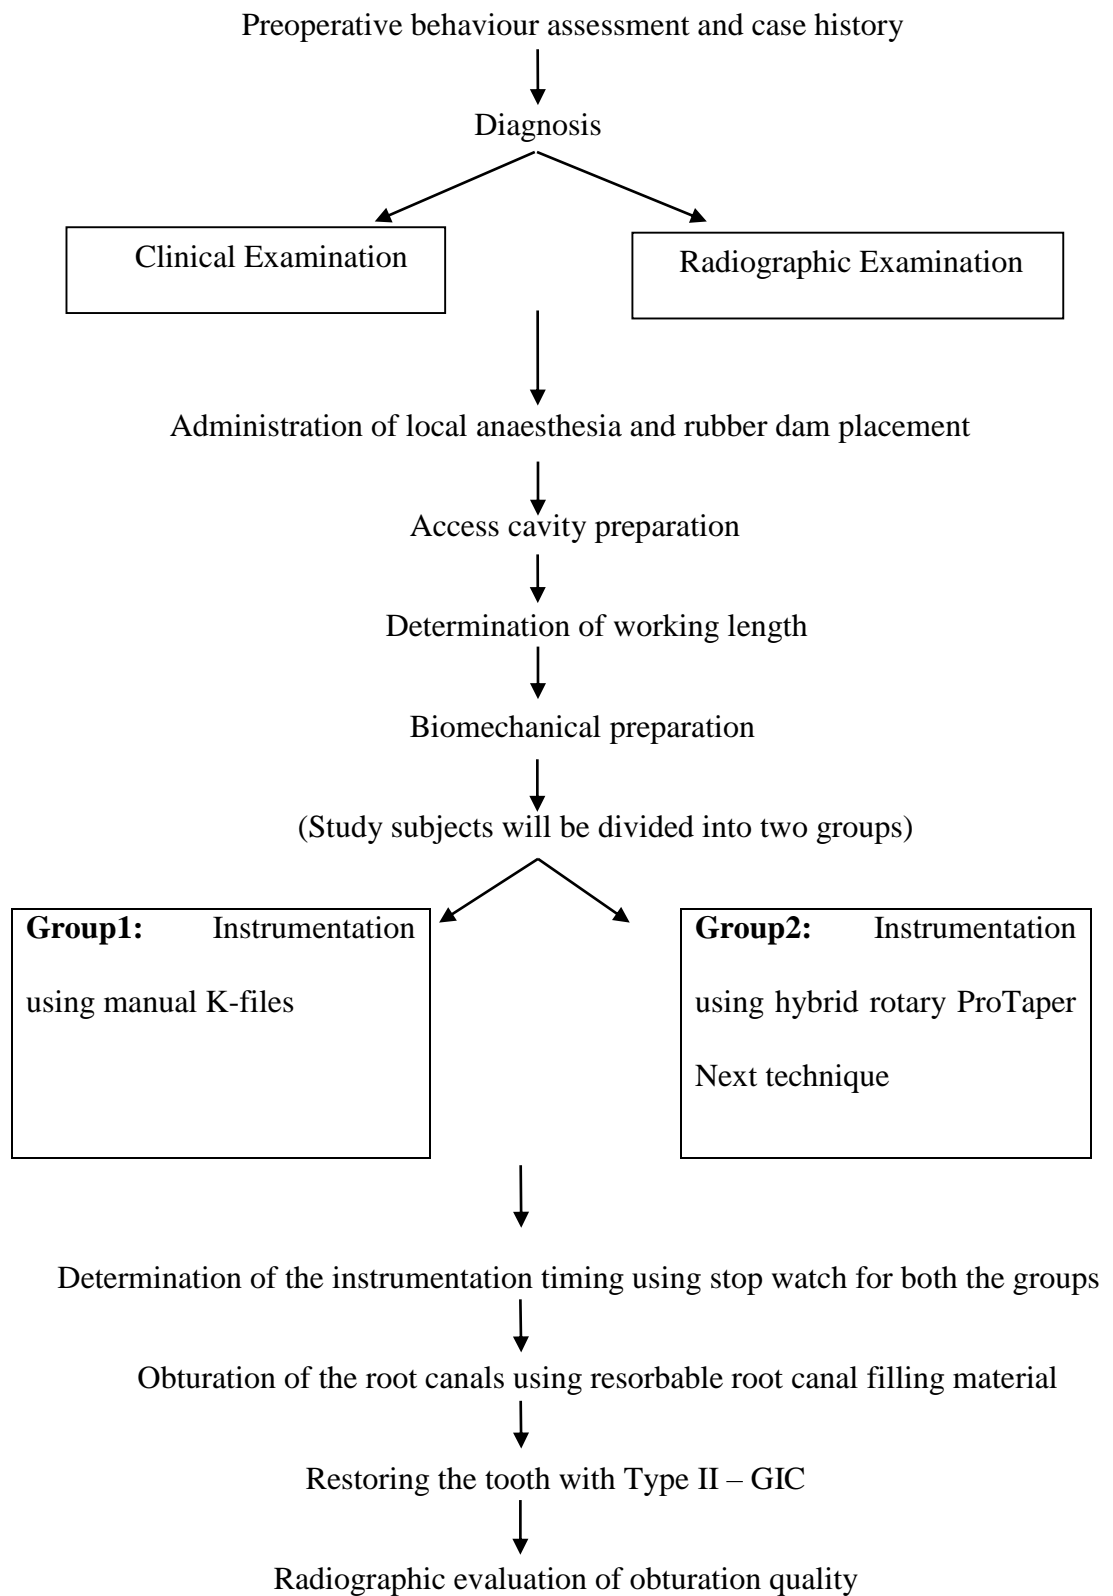 Preoperative behaviour assessment and case history
Diagnosis
Clinical Examination
Radiographic Examination
Administration of local anaesthesia and rubber dam placement
Access cavity preparation
Determination of working length
Biomechanical preparation
(Study subjects will be divided into two groups)
Group1: Instrumentation
using manual K-files
Group2: Instrumentation
using hybrid rotary ProTaper
Next technique
Determination of the instrumentation timing using stop watch for both the groups
Obturation of the root canals using resorbable root canal filling material
Restoring the tooth with Type II – GIC
Radiographic evaluation of obturation quality